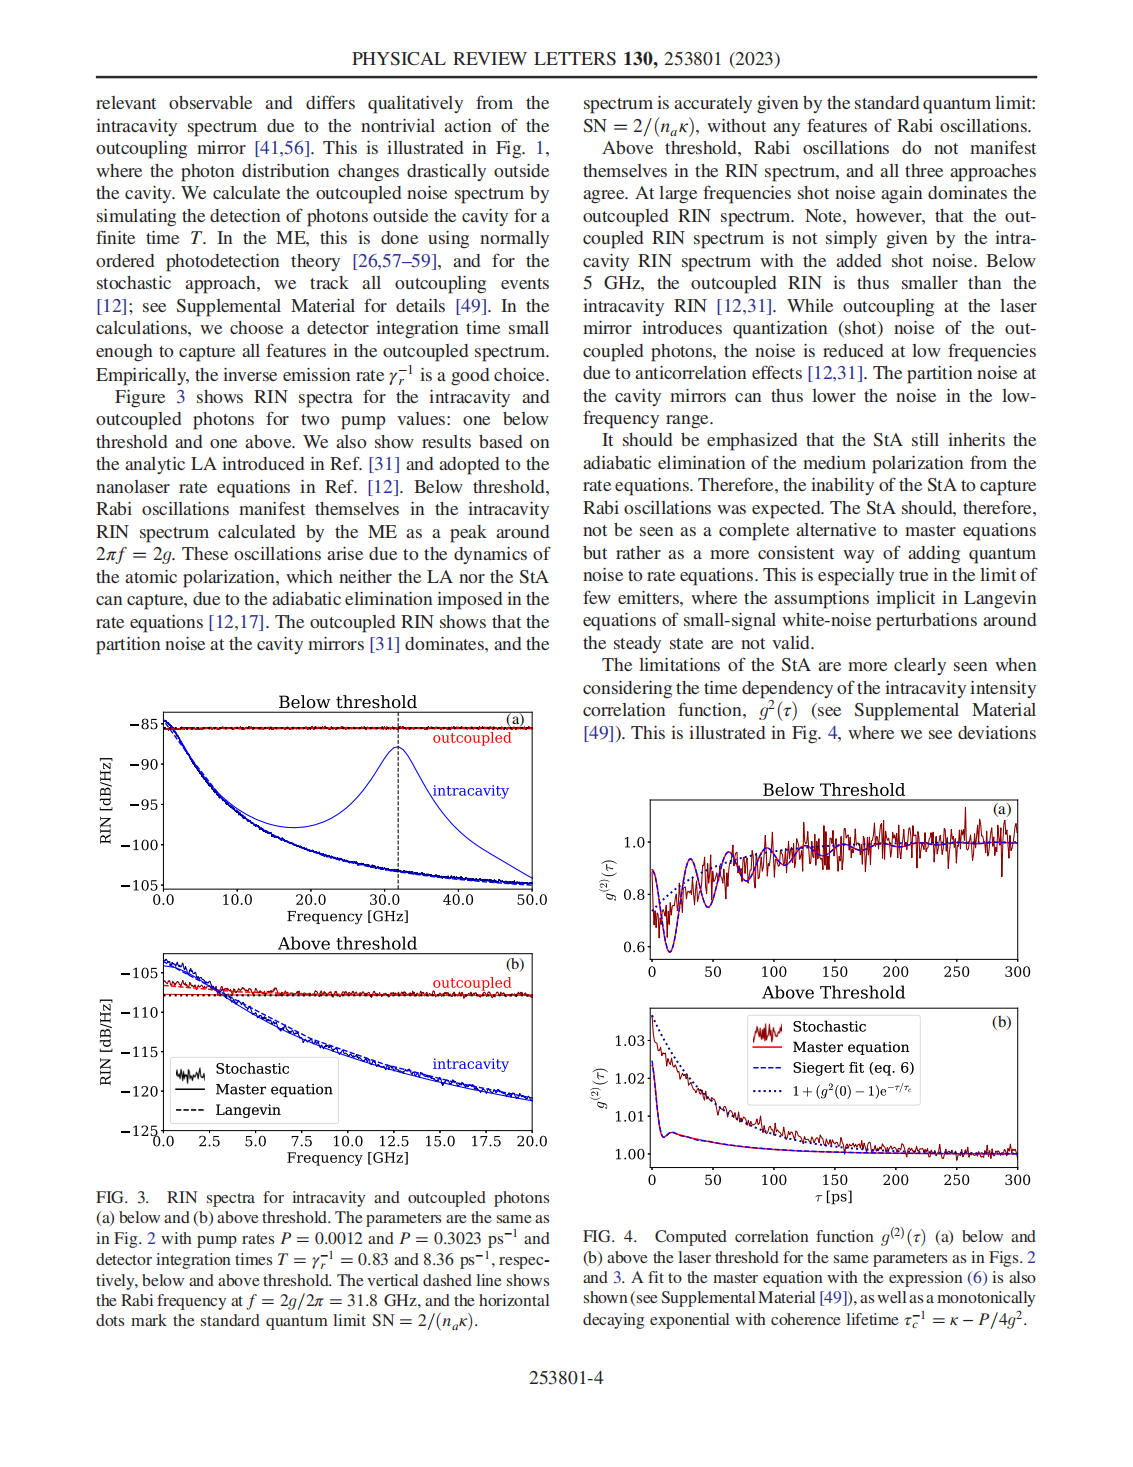 PHYSICAL REVIEW LETTERS 130, 253801 (2023)
relevant observable and differs qualitatively from the
intracavity spectrum due to the nontrivial action of the
outcoupling mirror [41,56]. This is illustrated in Fig. 1,
where the photon distribution changes drastically outside
the cavity. We calculate the outcoupled noise spectrum by
simulating the detection of photons outside the cavity for a
finite time T. In the ME, this is done using normally
ordered photodetection theory [26,57–59], and for the
stochastic approach, we track all outcoupling events
[12]; see Supplemental Material for details [49]. In the
calculations, we choose a detector integration time small
enough to capture all features in the outcoupled spectrum.
Empirically, the inverse emission rate γᵣ⁻¹ is a good choice.
Figure 3 shows RIN spectra for the intracavity and
outcoupled photons for two pump values: one below
threshold and one above. We also show results based on
the analytic LA introduced in Ref. [31] and adopted to the
nanolaser rate equations in Ref. [12]. Below threshold,
Rabi oscillations manifest themselves in the intracavity
RIN spectrum calculated by the ME as a peak around
2πf = 2g. These oscillations arise due to the dynamics of
the atomic polarization, which neither the LA nor the StA
can capture, due to the adiabatic elimination imposed in the
rate equations [12,17]. The outcoupled RIN shows that the
partition noise at the cavity mirrors [31] dominates, and the
Below threshold
(a)
outcoupled
intracavity
RIN [dB/Hz]
−85
−90
−95
−100
−105
0.0 10.0 20.0 30.0 40.0 50.0
Frequency [GHz]
Above threshold
(b)
outcoupled
intracavity
RIN [dB/Hz]
−105
−110
−115
−120
−125
Stochastic
Master equation
Langevin
0.0 2.5 5.0 7.5 10.0 12.5 15.0 17.5 20.0
Frequency [GHz]
FIG. 3. RIN spectra for intracavity and outcoupled photons
(a) below and (b) above threshold. The parameters are the same as
in Fig. 2 with pump rates P = 0.0012 and P = 0.3023 ps⁻¹ and
detector integration times T = γᵣ⁻¹ = 0.83 and 8.36 ps⁻¹, respec-
tively, below and above threshold. The vertical dashed line shows
the Rabi frequency at f = 2g/2π = 31.8 GHz, and the horizontal
dots mark the standard quantum limit SN = 2/(nₐκ).
spectrum is accurately given by the standard quantum limit:
SN = 2/(nₐκ), without any features of Rabi oscillations.
Above threshold, Rabi oscillations do not manifest
themselves in the RIN spectrum, and all three approaches
agree. At large frequencies shot noise again dominates the
outcoupled RIN spectrum. Note, however, that the out-
coupled RIN spectrum is not simply given by the intra-
cavity RIN spectrum with the added shot noise. Below
5 GHz, the outcoupled RIN is thus smaller than the
intracavity RIN [12,31]. While outcoupling at the laser
mirror introduces quantization (shot) noise of the out-
coupled photons, the noise is reduced at low frequencies
due to anticorrelation effects [12,31]. The partition noise at
the cavity mirrors can thus lower the noise in the low-
frequency range.
It should be emphasized that the StA still inherits the
adiabatic elimination of the medium polarization from the
rate equations. Therefore, the inability of the StA to capture
Rabi oscillations was expected. The StA should, therefore,
not be seen as a complete alternative to master equations
but rather as a more consistent way of adding quantum
noise to rate equations. This is especially true in the limit of
few emitters, where the assumptions implicit in Langevin
equations of small-signal white-noise perturbations around
the steady state are not valid.
The limitations of the StA are more clearly seen when
considering the time dependency of the intracavity intensity
correlation function, g²(τ) (see Supplemental Material
[49]). This is illustrated in Fig. 4, where we see deviations
Below Threshold
(a)
g⁽²⁾(τ)
1.0
0.8
0.6
0 50 100 150 200 250 300
Above Threshold
(b)
Stochastic
Master equation
Siegert fit (eq. 6)
1 + (g²(0) − 1)e^(−τ/τ_c)
g⁽²⁾(τ)
1.03
1.02
1.01
1.00
0 50 100 150 200 250 300
τ [ps]
FIG. 4. Computed correlation function g⁽²⁾(τ) (a) below and
(b) above the laser threshold for the same parameters as in Figs. 2
and 3. A fit to the master equation with the expression (6) is also
shown (see Supplemental Material [49]), as well as a monotonically
decaying exponential with coherence lifetime τ_c⁻¹ = κ − P/4g².
253801-4